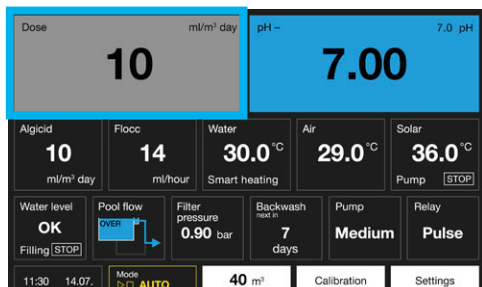 Dose ml/m³ day
10
pH – 7.0 pH
7.00
Algicid
10
ml/m³ day
Flocc
14
ml/hour
Water
30.0 °C
Smart heating
Air
29.0 °C
Solar
36.0 °C
Pump STOP
Water level
OK
Filling STOP
Pool flow
OVER
Filter
pressure
0.90 bar
Backwash
next in
7
days
Pump
Medium
Relay
Pulse
11:30 14.07.
Mode
AUTO
40 m³
Calibration
Settings